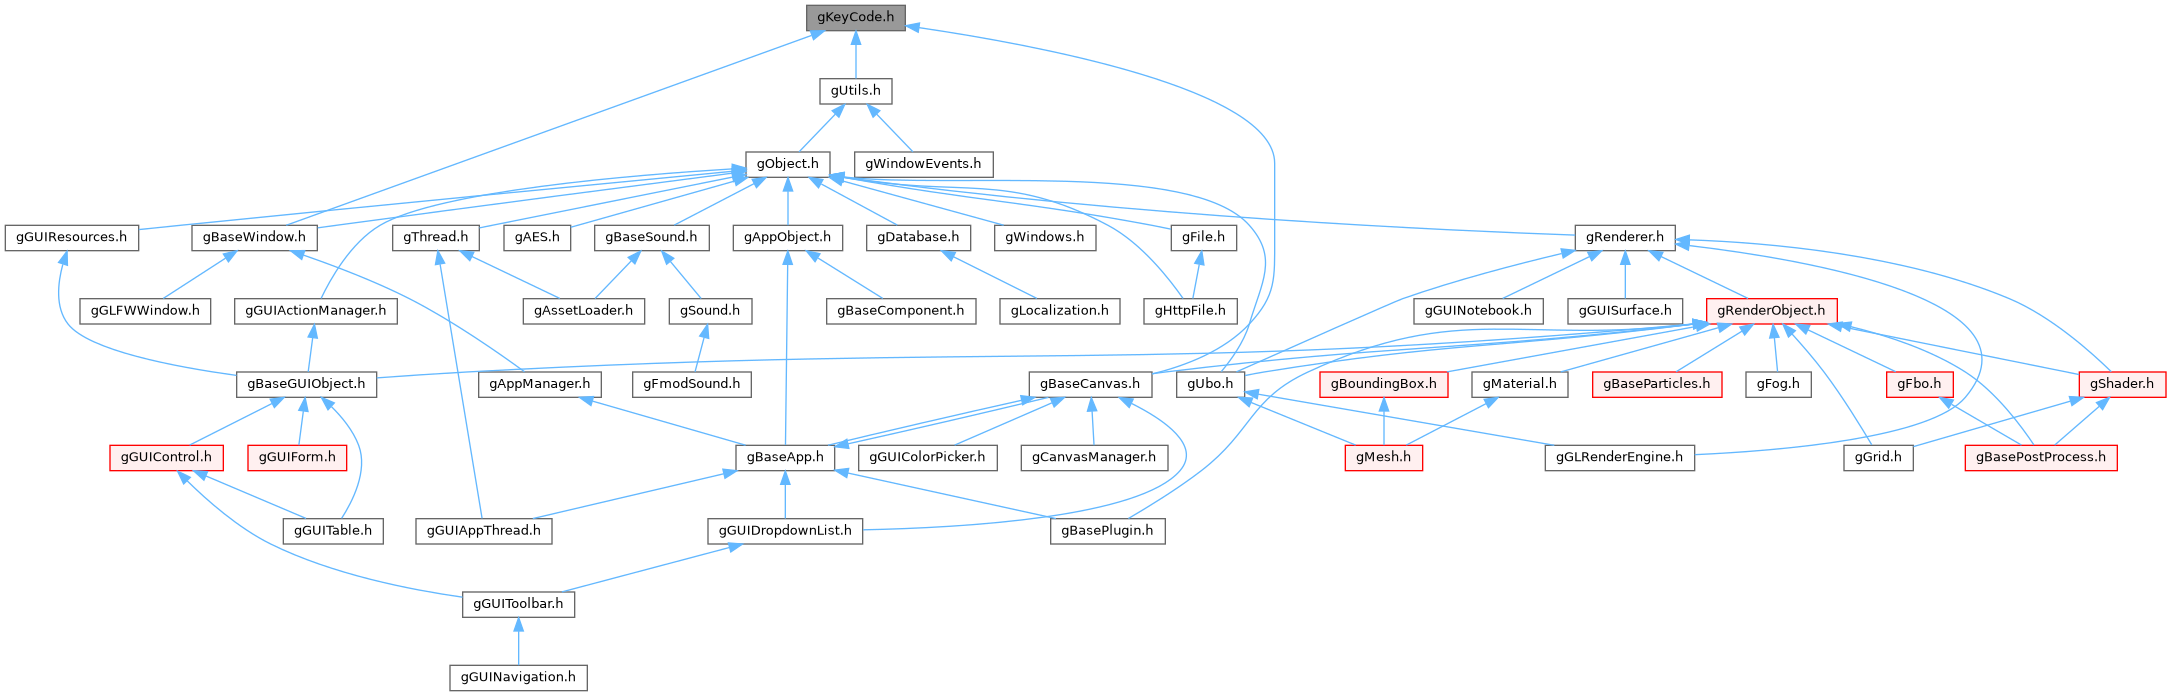 gKeyCode.h
gUtils.h
gObject.h
gWindowEvents.h
gGUIResources.h
gBaseWindow.h
gThread.h
gAES.h
gBaseSound.h
gAppObject.h
gDatabase.h
gWindows.h
gFile.h
gRenderer.h
gGLFWWindow.h
gGUIActionManager.h
gAssetLoader.h
gSound.h
gBaseComponent.h
gLocalization.h
gHttpFile.h
gGUINotebook.h
gGUISurface.h
gRenderObject.h
gBaseGUIObject.h
gAppManager.h
gFmodSound.h
gBaseCanvas.h
gUbo.h
gBoundingBox.h
gMaterial.h
gBaseParticles.h
gFog.h
gFbo.h
gShader.h
gGUIControl.h
gGUIForm.h
gBaseApp.h
gGUIColorPicker.h
gCanvasManager.h
gMesh.h
gGLRenderEngine.h
gGrid.h
gBasePostProcess.h
gGUITable.h
gGUIAppThread.h
gGUIDropdownList.h
gBasePlugin.h
gGUIToolbar.h
gGUINavigation.h